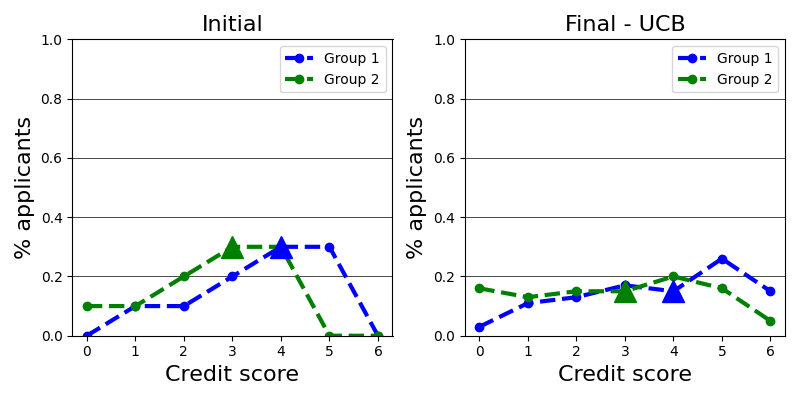 Initial
1.0
0.8
0.6
0.4
0.2
0.0
% applicants
Group 1
Group 2
0 1 2 3 4 5 6
Credit score
Final - UCB
1.0
0.8
0.6
0.4
0.2
0.0
% applicants
Group 1
Group 2
0 1 2 3 4 5 6
Credit score